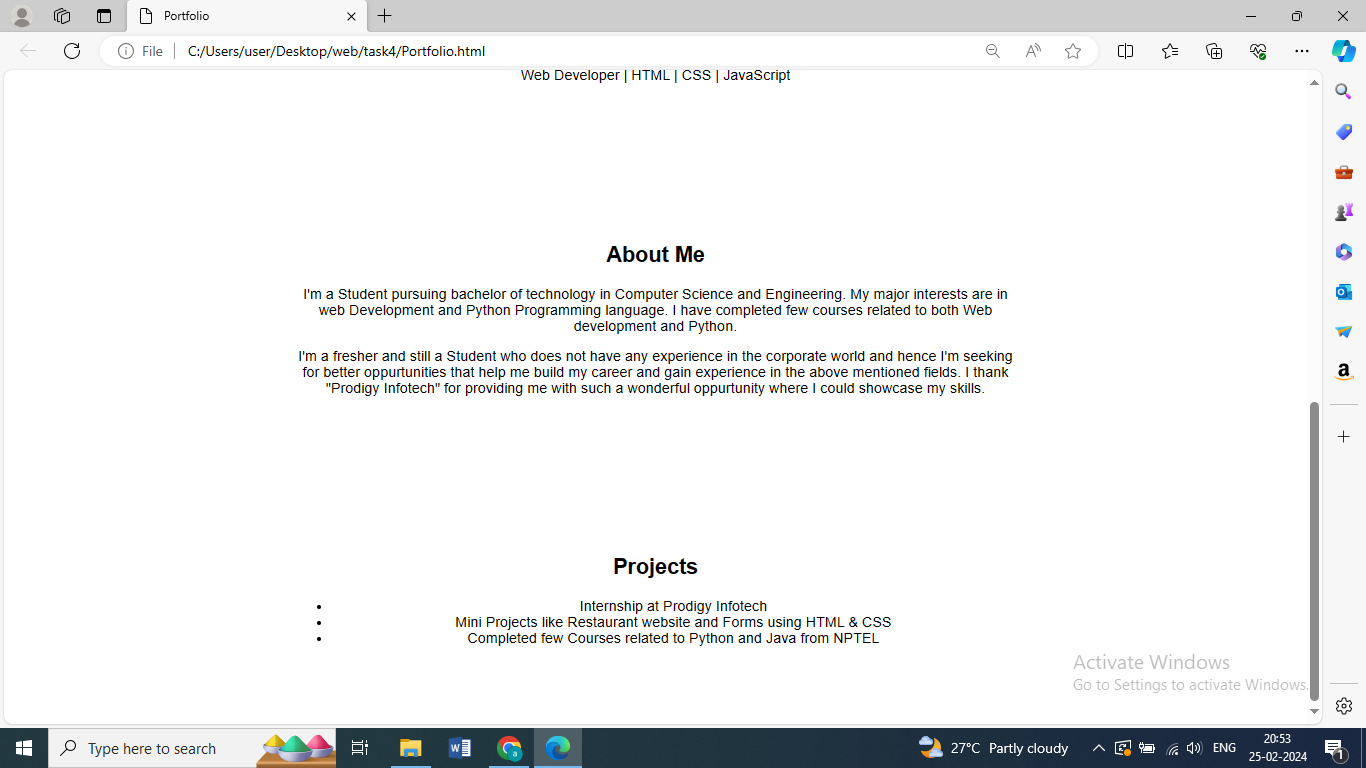 Portfolio
File
C:/Users/user/Desktop/web/task4/Portfolio.html
Web Developer | HTML | CSS | JavaScript
About Me
I'm a Student pursuing bachelor of technology in Computer Science and Engineering. My major interests are in
web Development and Python Programming language. I have completed few courses related to both Web
development and Python.
I'm a fresher and still a Student who does not have any experience in the corporate world and hence I'm seeking
for better oppurtunities that help me build my career and gain experience in the above mentioned fields. I thank
"Prodigy Infotech" for providing me with such a wonderful oppurtunity where I could showcase my skills.
Projects
• Internship at Prodigy Infotech
• Mini Projects like Restaurant website and Forms using HTML & CSS
• Completed few Courses related to Python and Java from NPTEL
Activate Windows
Go to Settings to activate Windows.
Type here to search
27°C Partly cloudy
ENG
20:53
25-02-2024
1